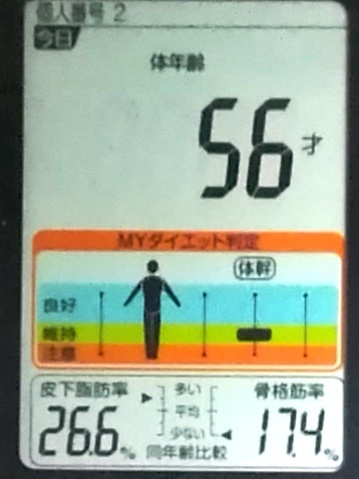 個人番号 2
今日
体年齢
56才
MYダイエット判定
体幹
良好
維持
注意
皮下脂肪率 多い 骨格筋率
26.6% 平均 17.4%
少ない
同年齢比較